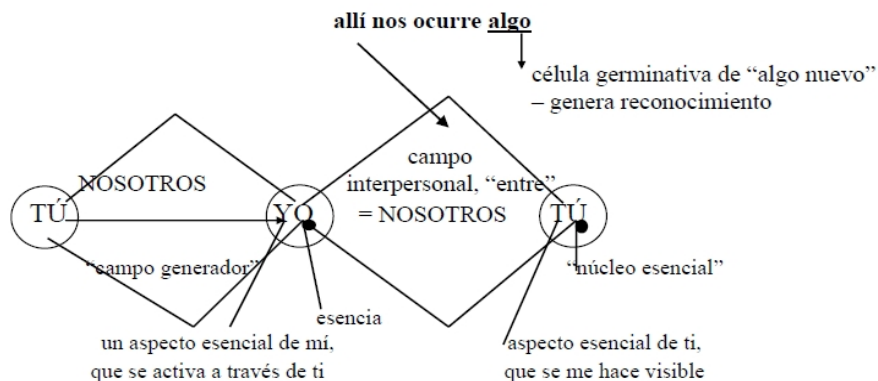 allí nos ocurre algo
célula germinativa de “algo nuevo”
– genera reconocimiento
campo
interpersonal, “entre”
= NOSOTROS
NOSOTROS
TÚ
YO
TÚ
“campo generador”
“núcleo esencial”
esencia
un aspecto esencial de mí,
que se activa a través de ti
aspecto esencial de ti,
que se me hace visible